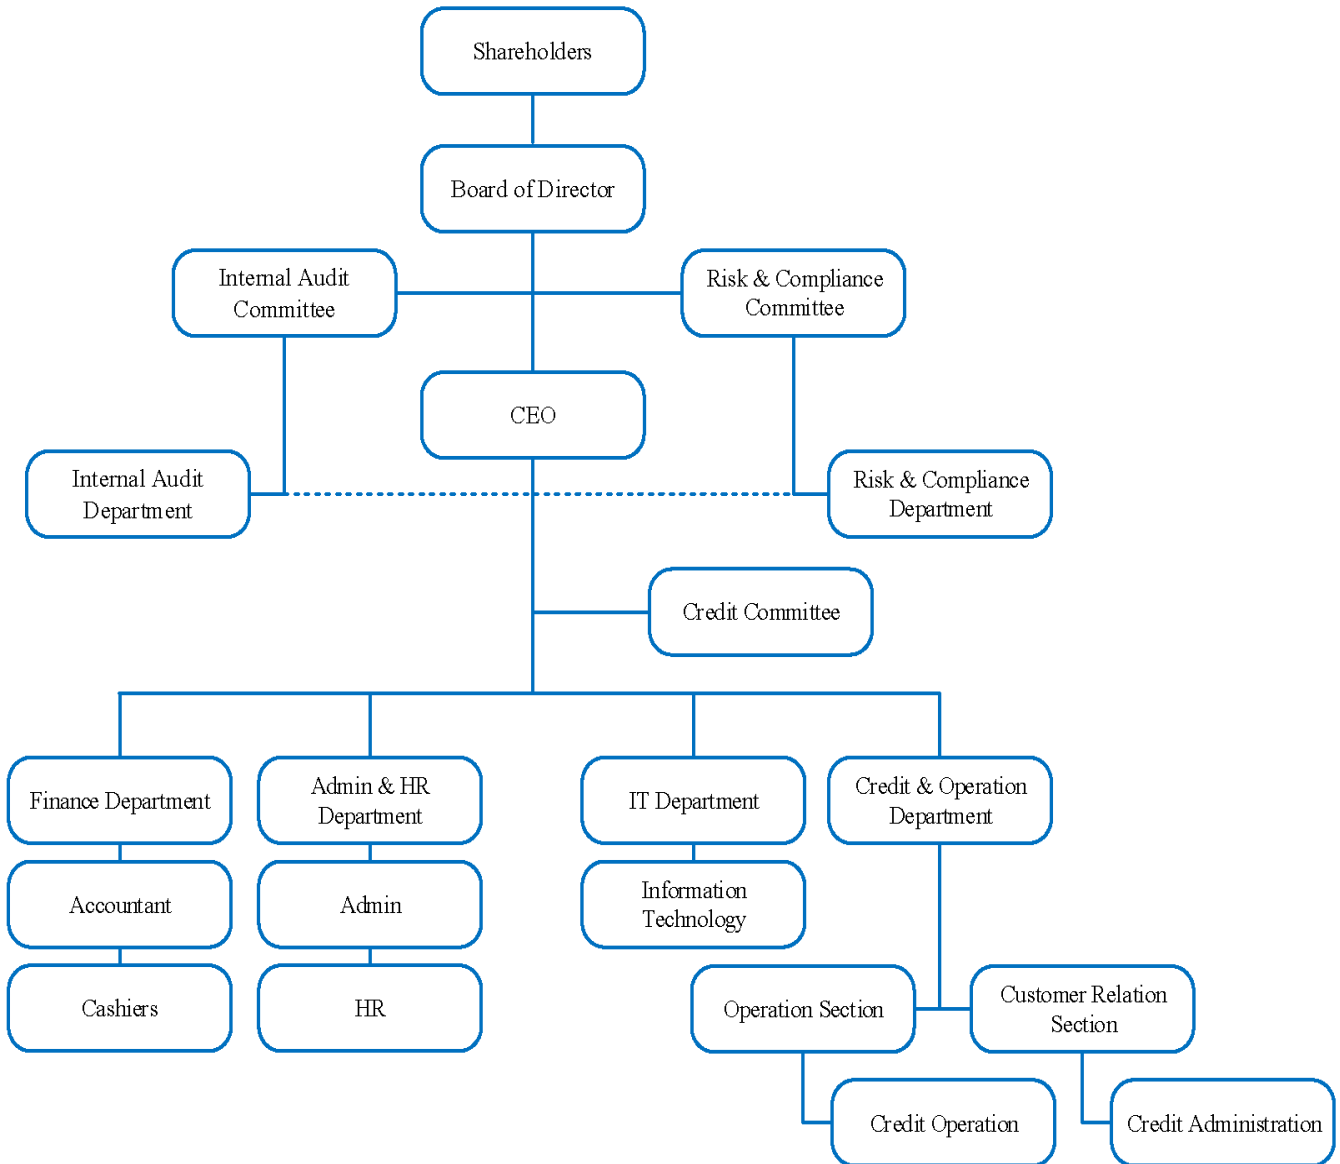 Shareholders
Board of Director
Internal Audit
Committee
Risk & Compliance
Committee
CEO
Internal Audit
Department
Risk & Compliance
Department
Credit Committee
Finance Department
Admin & HR
Department
IT Department
Credit & Operation
Department
Accountant
Admin
Information
Technology
Cashiers
HR
Operation Section
Customer Relation
Section
Credit Operation
Credit Administration